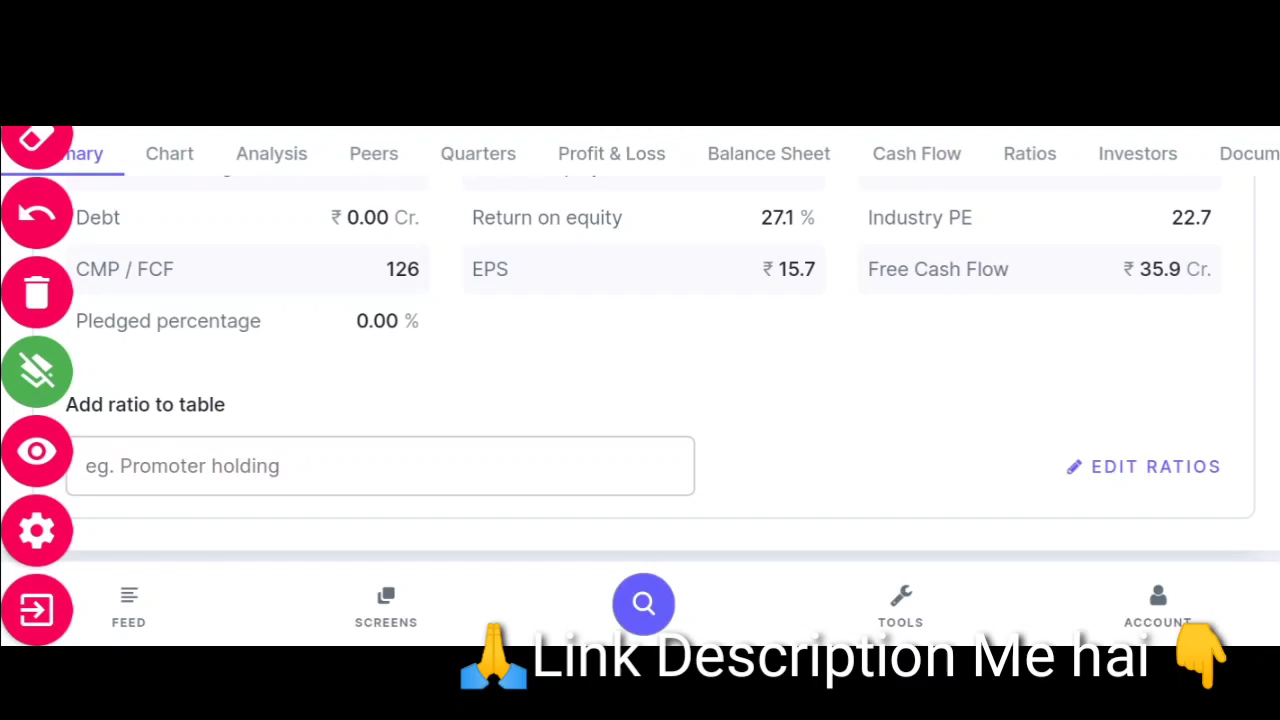 mary Chart Analysis Peers Quarters Profit & Loss Balance Sheet Cash Flow Ratios Investors Docum
Debt ₹ 0.00 Cr. Return on equity 27.1 % Industry PE 22.7
CMP / FCF 126 EPS ₹ 15.7 Free Cash Flow ₹ 35.9 Cr.
Pledged percentage 0.00 %
Add ratio to table
eg. Promoter holding EDIT RATIOS
FEED SCREENS TOOLS ACCOUNT
🙏Link Description Me hai 👇